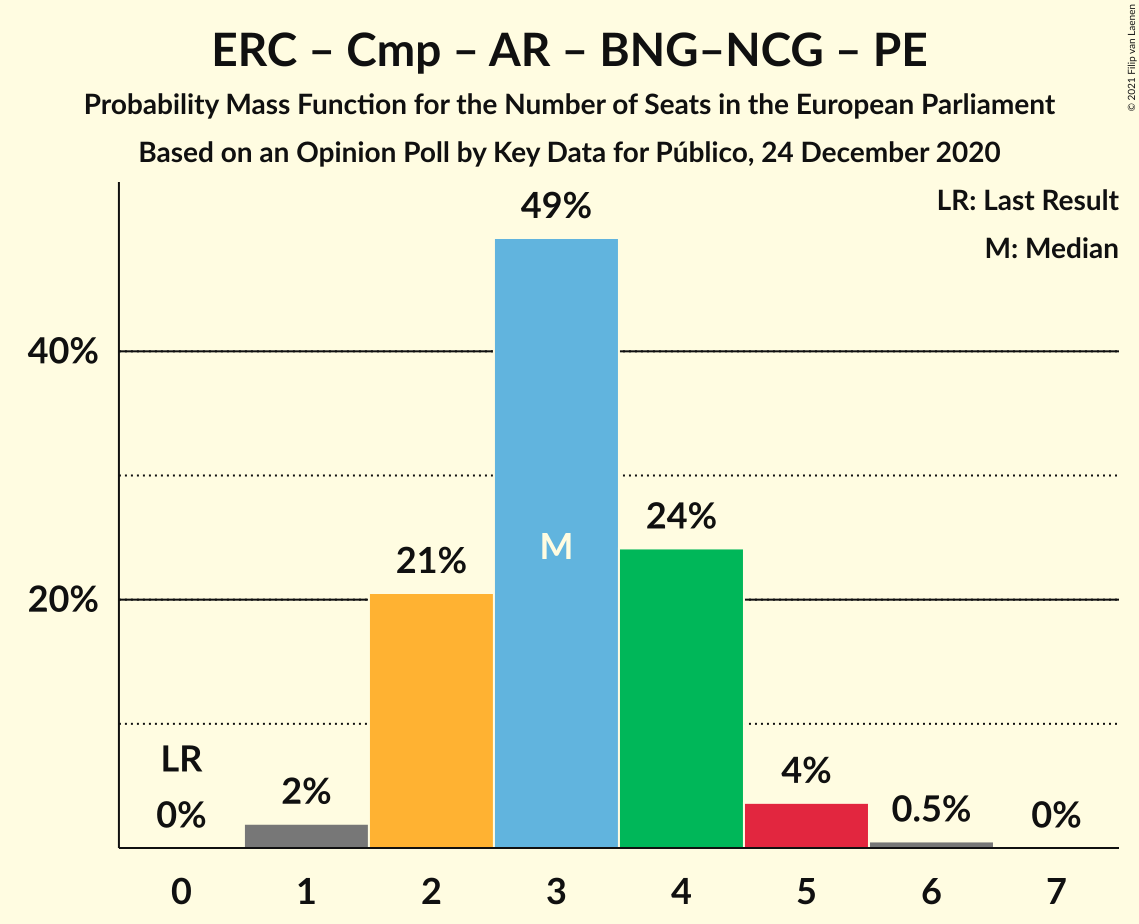 ERC – Cmp – AR – BNG–NCG – PE
Probability Mass Function for the Number of Seats in the European Parliament
Based on an Opinion Poll by Key Data for Público, 24 December 2020
© 2021 Filip van Laenen
LR: Last Result
M: Median
49%
40%
24%
M
21%
20%
LR
4%
2%
0.5%
0%
0%
0 1 2 3 4 5 6 7